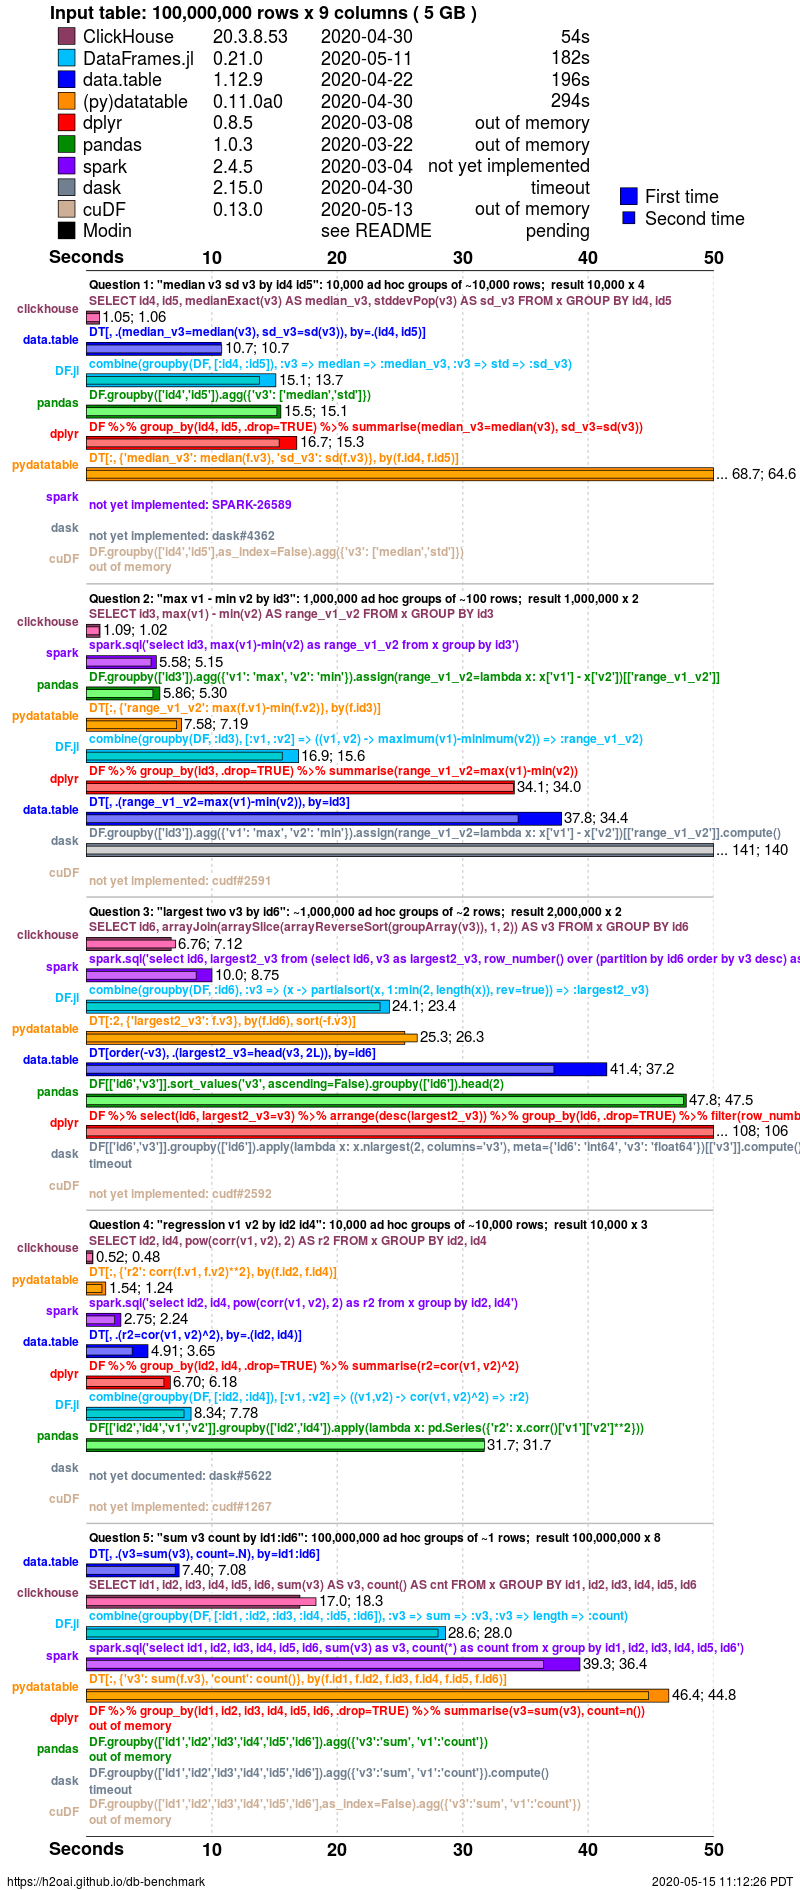 Input table: 100,000,000 rows x 9 columns ( 5 GB )
ClickHouse 20.3.8.53 2020-04-30 54s
DataFrames.jl 0.21.0 2020-05-11 182s
data.table 1.12.9 2020-04-22 196s
(py)datatable 0.11.0a0 2020-04-30 294s
dplyr 0.8.5 2020-03-08 out of memory
pandas 1.0.3 2020-03-22 out of memory
spark 2.4.5 2020-03-04 not yet implemented
dask 2.15.0 2020-04-30 timeout
cuDF 0.13.0 2020-05-13 out of memory
Modin see README pending
First time
Second time
Seconds 10 20 30 40 50
Question 1: "median v3 sd v3 by id4 id5": 10,000 ad hoc groups of ~10,000 rows; result 10,000 x 4
SELECT id4, id5, medianExact(v3) AS median_v3, stddevPop(v3) AS sd_v3 FROM x GROUP BY id4, id5
clickhouse 1.05; 1.06
DT[, .(median_v3=median(v3), sd_v3=sd(v3)), by=.(id4, id5)]
data.table 10.7; 10.7
combine(groupby(DF, [:id4, :id5]), :v3 => median => :median_v3, :v3 => std => :sd_v3)
DF.jl 15.1; 13.7
DF.groupby(['id4','id5']).agg({'v3': ['median','std']})
pandas 15.5; 15.1
DF %>% group_by(id4, id5, .drop=TRUE) %>% summarise(median_v3=median(v3), sd_v3=sd(v3))
dplyr 16.7; 15.3
DT[:, {'median_v3': median(f.v3), 'sd_v3': sd(f.v3)}, by(f.id4, f.id5)]
pydatatable ... 68.7; 64.6
spark not yet implemented: SPARK-26589
dask not yet implemented: dask#4362
DF.groupby(['id4','id5'],as_index=False).agg({'v3': ['median','std']})
cuDF out of memory
Question 2: "max v1 - min v2 by id3": 1,000,000 ad hoc groups of ~100 rows; result 1,000,000 x 2
SELECT id3, max(v1) - min(v2) AS range_v1_v2 FROM x GROUP BY id3
clickhouse 1.09; 1.02
spark.sql('select id3, max(v1)-min(v2) as range_v1_v2 from x group by id3')
spark 5.58; 5.15
DF.groupby(['id3']).agg({'v1': 'max', 'v2': 'min'}).assign(range_v1_v2=lambda x: x['v1'] - x['v2'])[['range_v1_v2']]
pandas 5.86; 5.30
DT[:, {'range_v1_v2': max(f.v1)-min(f.v2)}, by(f.id3)]
pydatatable 7.58; 7.19
combine(groupby(DF, :id3), [:v1, :v2] => ((v1, v2) -> maximum(v1)-minimum(v2)) => :range_v1_v2)
DF.jl 16.9; 15.6
DF %>% group_by(id3, .drop=TRUE) %>% summarise(range_v1_v2=max(v1)-min(v2))
dplyr 34.1; 34.0
DT[, .(range_v1_v2=max(v1)-min(v2)), by=id3]
data.table 37.8; 34.4
DF.groupby(['id3']).agg({'v1': 'max', 'v2': 'min'}).assign(range_v1_v2=lambda x: x['v1'] - x['v2'])[['range_v1_v2']].compute()
dask ... 141; 140
cuDF not yet implemented: cudf#2591
Question 3: "largest two v3 by id6": ~1,000,000 ad hoc groups of ~2 rows; result 2,000,000 x 2
SELECT id6, arrayJoin(arraySlice(arrayReverseSort(groupArray(v3)), 1, 2)) AS v3 FROM x GROUP BY id6
clickhouse 6.76; 7.12
spark.sql('select id6, largest2_v3 from (select id6, v3 as largest2_v3, row_number() over (partition by id6 order by v3 desc) as
spark 10.0; 8.75
combine(groupby(DF, :id6), :v3 => (x -> partialsort(x, 1:min(2, length(x)), rev=true)) => :largest2_v3)
DF.jl 24.1; 23.4
DT[:2, {'largest2_v3': f.v3}, by(f.id6), sort(-f.v3)]
pydatatable 25.3; 26.3
DT[order(-v3), .(largest2_v3=head(v3, 2L)), by=id6]
data.table 41.4; 37.2
DF[['id6','v3']].sort_values('v3', ascending=False).groupby(['id6']).head(2)
pandas 47.8; 47.5
DF %>% select(id6, largest2_v3=v3) %>% arrange(desc(largest2_v3)) %>% group_by(id6, .drop=TRUE) %>% filter(row_numb
dplyr ... 108; 106
DF[['id6','v3']].groupby(['id6']).apply(lambda x: x.nlargest(2, columns='v3'), meta={'id6': 'int64', 'v3': 'float64'})[['v3']].compute()
dask timeout
cuDF not yet implemented: cudf#2592
Question 4: "regression v1 v2 by id2 id4": 10,000 ad hoc groups of ~10,000 rows; result 10,000 x 3
SELECT id2, id4, pow(corr(v1, v2), 2) AS r2 FROM x GROUP BY id2, id4
clickhouse 0.52; 0.48
DT[:, {'r2': corr(f.v1, f.v2)**2}, by(f.id2, f.id4)]
pydatatable 1.54; 1.24
spark.sql('select id2, id4, pow(corr(v1, v2), 2) as r2 from x group by id2, id4')
spark 2.75; 2.24
DT[, .(r2=cor(v1, v2)^2), by=.(id2, id4)]
data.table 4.91; 3.65
DF %>% group_by(id2, id4, .drop=TRUE) %>% summarise(r2=cor(v1, v2)^2)
dplyr 6.70; 6.18
combine(groupby(DF, [:id2, :id4]), [:v1, :v2] => ((v1,v2) -> cor(v1, v2)^2) => :r2)
DF.jl 8.34; 7.78
DF[['id2','id4','v1','v2']].groupby(['id2','id4']).apply(lambda x: pd.Series({'r2': x.corr()['v1']['v2']**2}))
pandas 31.7; 31.7
dask not yet documented: dask#5622
cuDF not yet implemented: cudf#1267
Question 5: "sum v3 count by id1:id6": 100,000,000 ad hoc groups of ~1 rows; result 100,000,000 x 8
DT[, .(v3=sum(v3), count=.N), by=id1:id6]
data.table 7.40; 7.08
SELECT id1, id2, id3, id4, id5, id6, sum(v3) AS v3, count() AS cnt FROM x GROUP BY id1, id2, id3, id4, id5, id6
clickhouse 17.0; 18.3
combine(groupby(DF, [:id1, :id2, :id3, :id4, :id5, :id6]), :v3 => sum => :v3, :v3 => length => :count)
DF.jl 28.6; 28.0
spark.sql('select id1, id2, id3, id4, id5, id6, sum(v3) as v3, count(*) as count from x group by id1, id2, id3, id4, id5, id6')
spark 39.3; 36.4
DT[:, {'v3': sum(f.v3), 'count': count()}, by(f.id1, f.id2, f.id3, f.id4, f.id5, f.id6)]
pydatatable 46.4; 44.8
DF %>% group_by(id1, id2, id3, id4, id5, id6, .drop=TRUE) %>% summarise(v3=sum(v3), count=n())
dplyr out of memory
DF.groupby(['id1','id2','id3','id4','id5','id6']).agg({'v3':'sum', 'v1':'count'})
pandas out of memory
DF.groupby(['id1','id2','id3','id4','id5','id6']).agg({'v3':'sum', 'v1':'count'}).compute()
dask timeout
DF.groupby(['id1','id2','id3','id4','id5','id6'],as_index=False).agg({'v3':'sum', 'v1':'count'})
cuDF out of memory
Seconds 10 20 30 40 50
https://h2oai.github.io/db-benchmark 2020-05-15 11:12:26 PDT